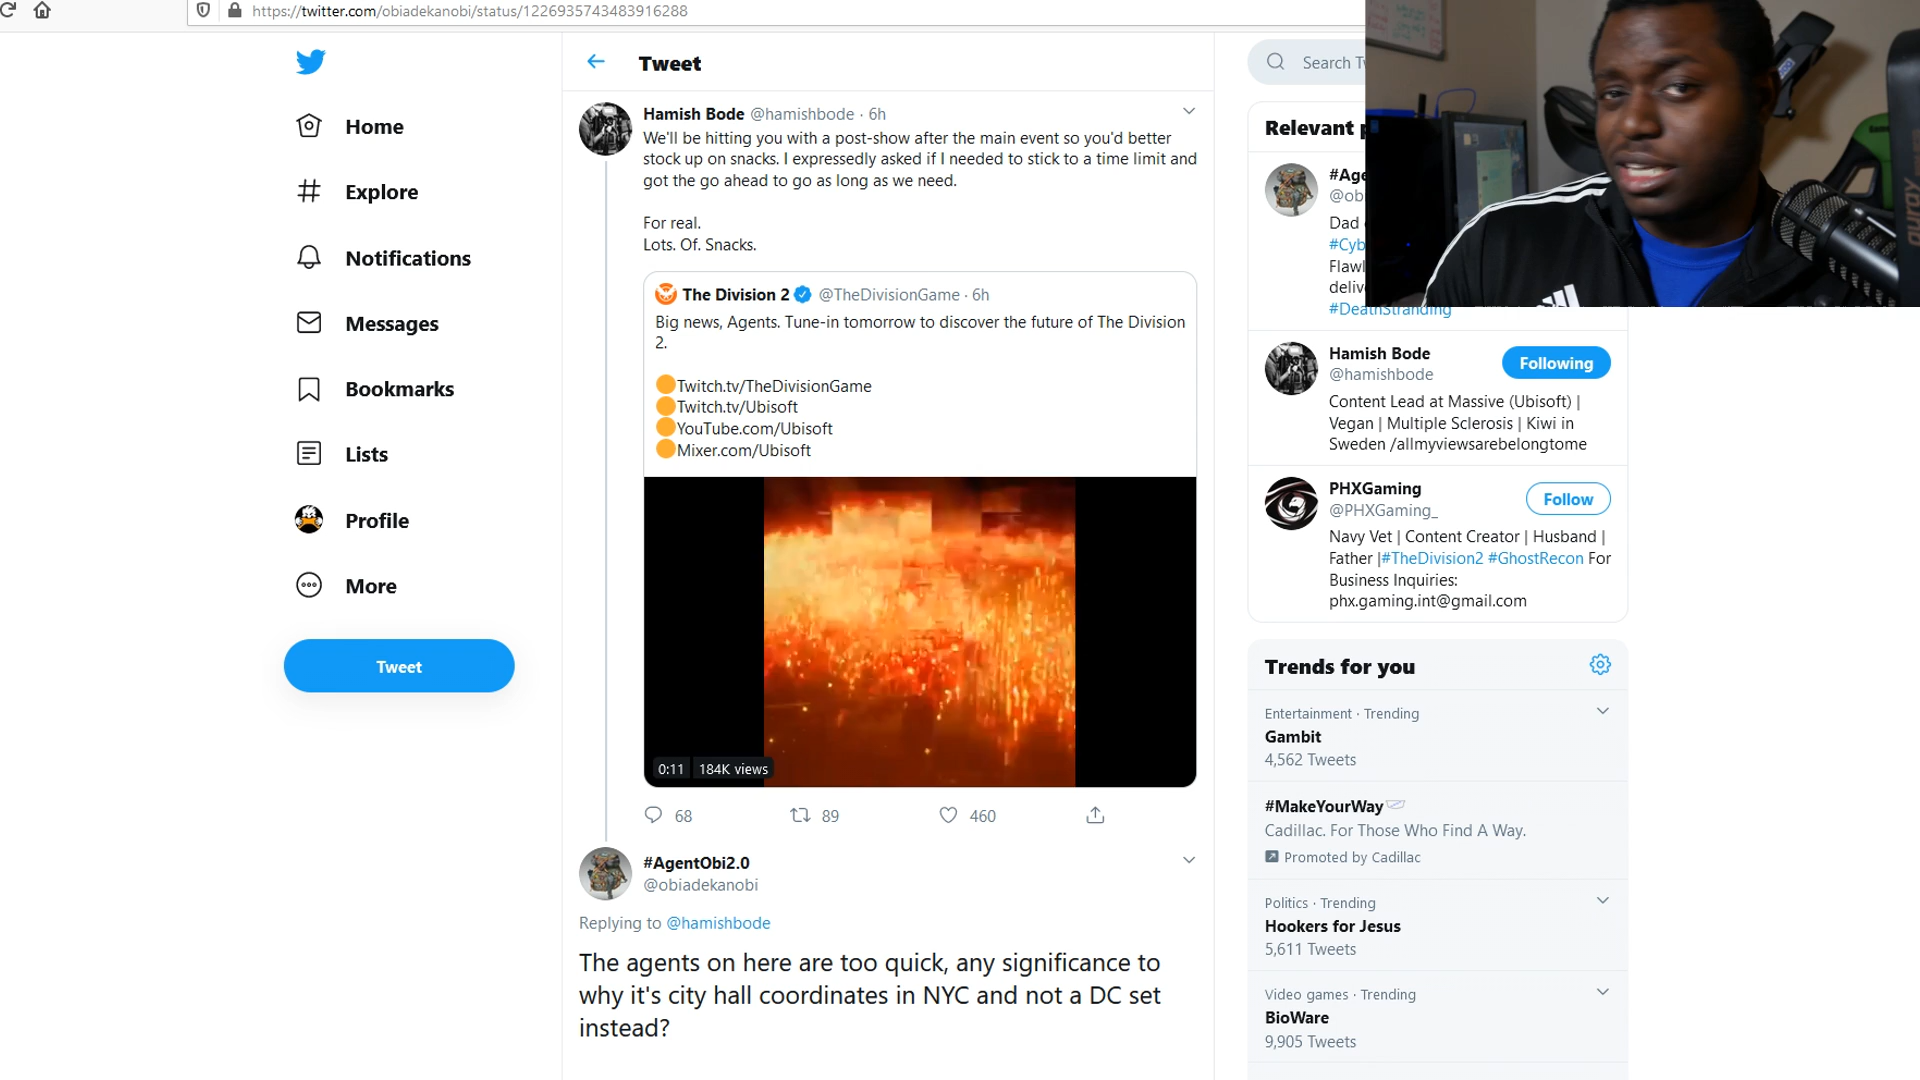 https://twitter.com/obiadekanobi/status/1226935743483916288
Home
Explore
Notifications
Messages
Bookmarks
Lists
Profile
More
Tweet
Tweet
Hamish Bode @hamishbode · 6h
We'll be hitting you with a post-show after the main event so you'd better
stock up on snacks. I expressedly asked if I needed to stick to a time limit and
got the go ahead to go as long as we need.
For real.
Lots. Of. Snacks.
The Division 2 @TheDivisionGame · 6h
Big news, Agents. Tune-in tomorrow to discover the future of The Division
2.
Twitch.tv/TheDivisionGame
Twitch.tv/Ubisoft
YouTube.com/Ubisoft
Mixer.com/Ubisoft
0:11 184K views
68 89 460
#AgentObi2.0
@obiadekanobi
Replying to @hamishbode
The agents on here are too quick, any significance to
why it's city hall coordinates in NYC and not a DC set
instead?
Search Tw
Relevant p
#Age
@ob
Dad
#Cyb
Flawl
deliv
#DeathStranding
Hamish Bode
@hamishbode
Following
Content Lead at Massive (Ubisoft) |
Vegan | Multiple Sclerosis | Kiwi in
Sweden /allmyviewsarebelongtome
PHXGaming
@PHXGaming_
Follow
Navy Vet | Content Creator | Husband |
Father |#TheDivision2 #GhostRecon For
Business Inquiries:
phx.gaming.int@gmail.com
Trends for you
Entertainment · Trending
Gambit
4,562 Tweets
#MakeYourWay
Cadillac. For Those Who Find A Way.
Promoted by Cadillac
Politics · Trending
Hookers for Jesus
5,611 Tweets
Video games · Trending
BioWare
9,905 Tweets